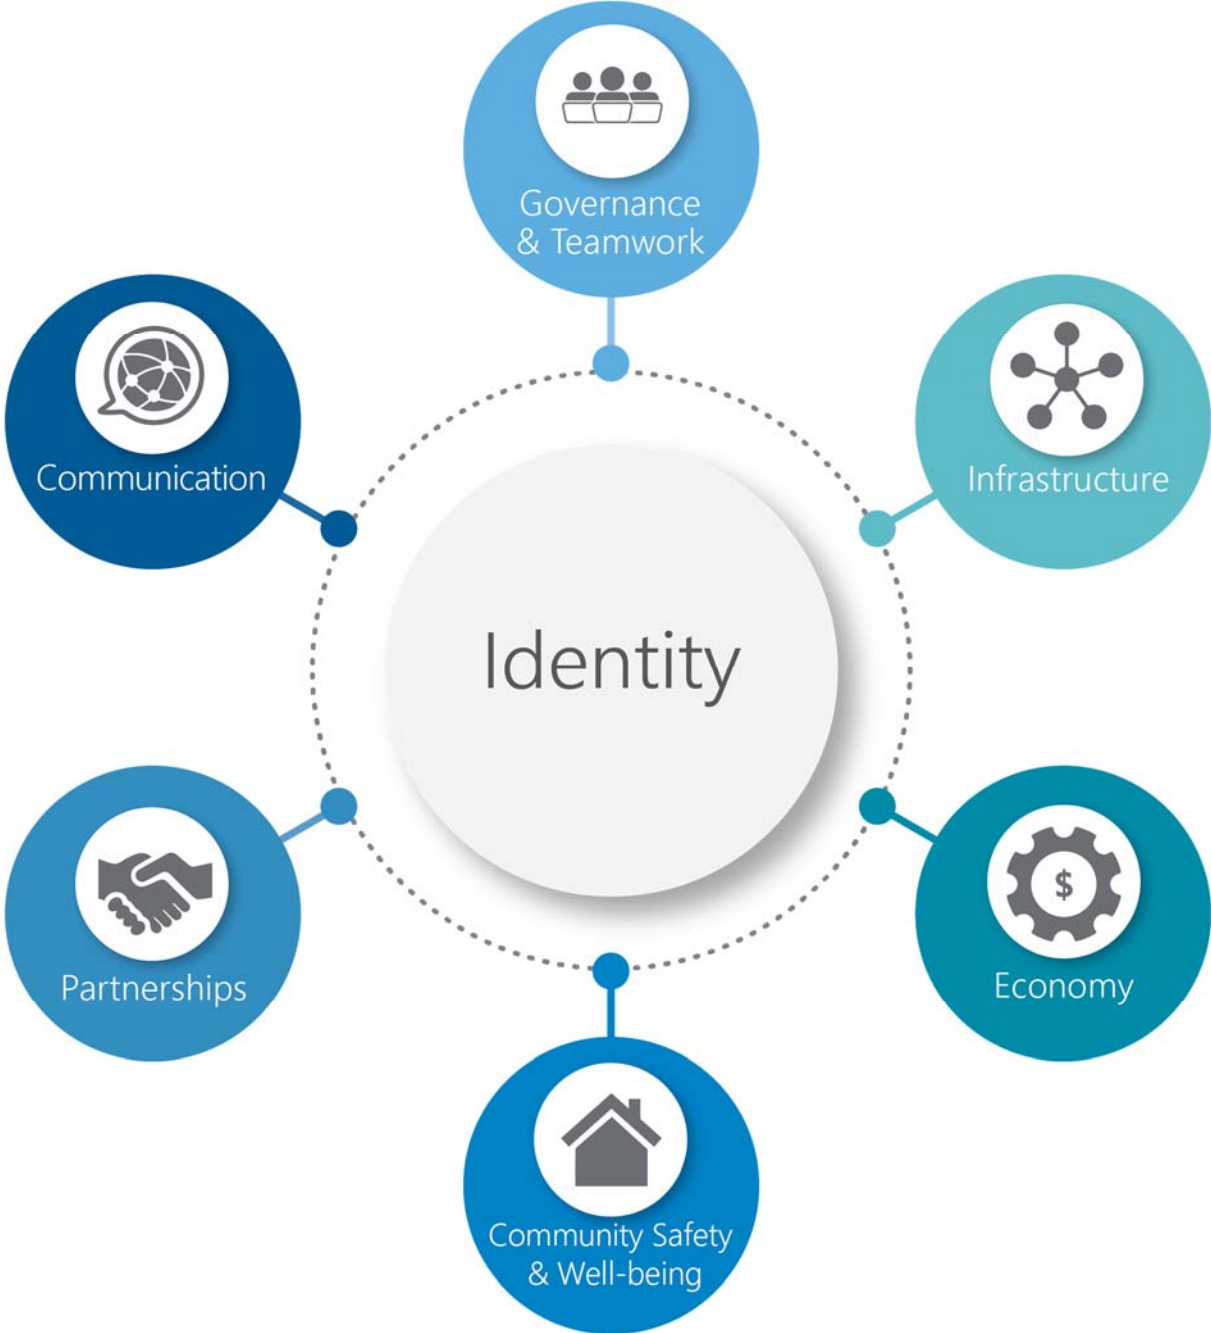 Governance
& Teamwork
Communication
Infrastructure
Identity
Partnerships
$
Economy
Community Safety
& Well-being